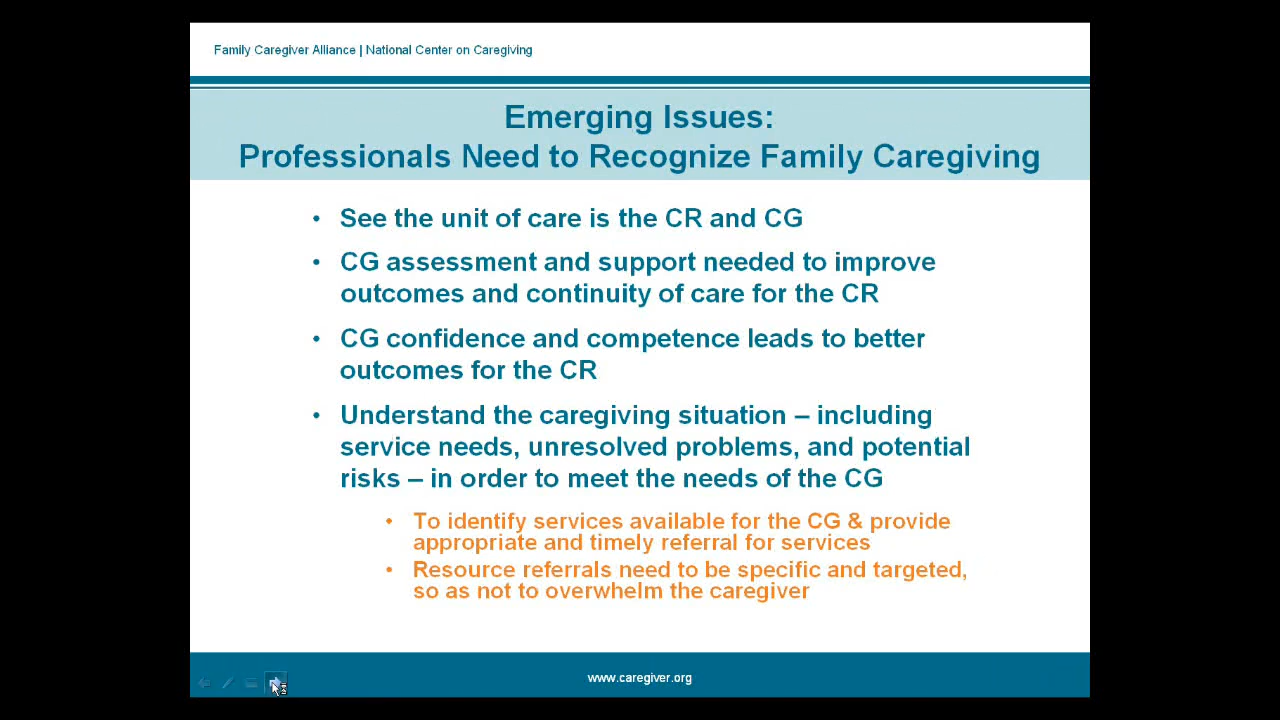 Family Caregiver Alliance | National Center on Caregiving
Emerging Issues:
Professionals Need to Recognize Family Caregiving
• See the unit of care is the CR and CG
• CG assessment and support needed to improve
outcomes and continuity of care for the CR
• CG confidence and competence leads to better
outcomes for the CR
• Understand the caregiving situation – including
service needs, unresolved problems, and potential
risks – in order to meet the needs of the CG
• To identify services available for the CG & provide
appropriate and timely referral for services
• Resource referrals need to be specific and targeted,
so as not to overwhelm the caregiver
www.caregiver.org